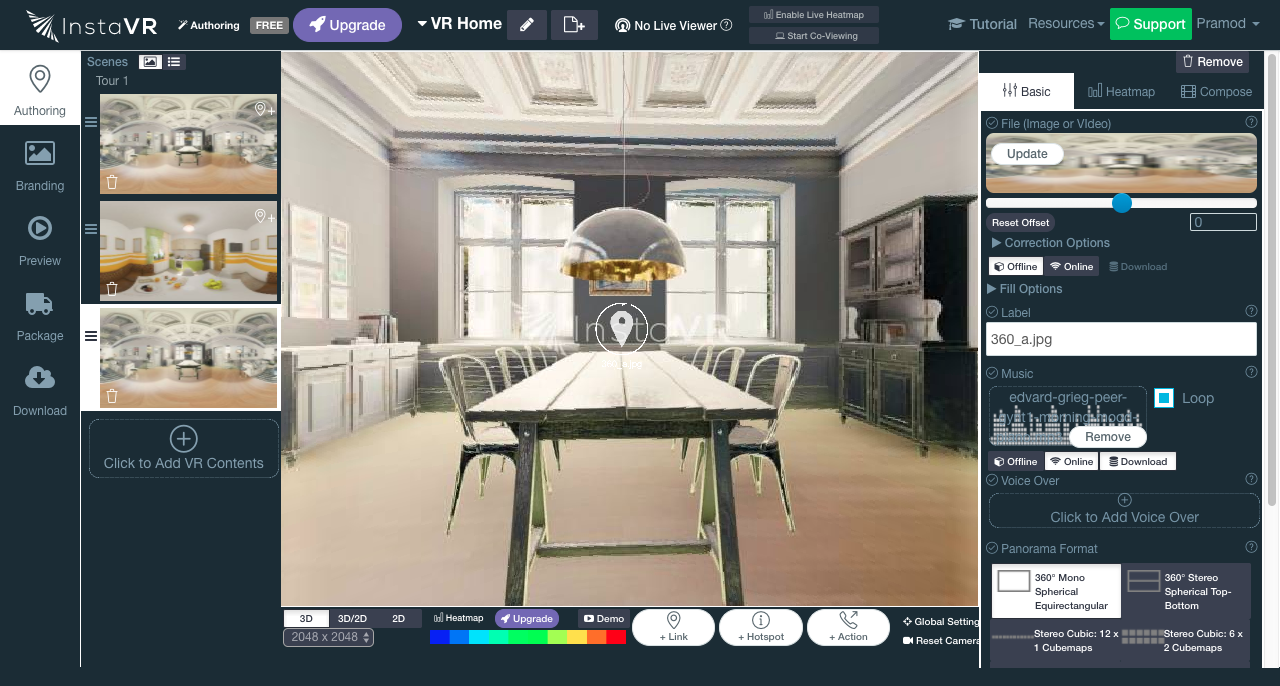 InstaVR
Authoring
FREE
Upgrade
VR Home
No Live Viewer
Enable Live Heatmap
Start Co-Viewing
Tutorial
Resources
Support
Pramod
Authoring
Branding
Preview
Package
Download
Scenes
Tour 1
Click to Add VR Contents
InstaVR
360_a.jpg
3D
3D/2D
2D
2048 x 2048
Heatmap
Upgrade
Demo
+ Link
+ Hotspot
+ Action
Global Setting
Reset Camera
Remove
Basic
Heatmap
Compose
File (Image or VIdeo)
Update
Reset Offset
0
Correction Options
Offline
Online
Download
Fill Options
Label
360_a.jpg
Music
edvard-grieg-peer-
gynt1-morning-mood-
Remove
Loop
Offline
Online
Download
Voice Over
Click to Add Voice Over
Panorama Format
360° Mono
Spherical
Equirectangular
360° Stereo
Spherical Top-
Bottom
Stereo Cubic: 12 x
1 Cubemaps
Stereo Cubic: 6 x
2 Cubemaps